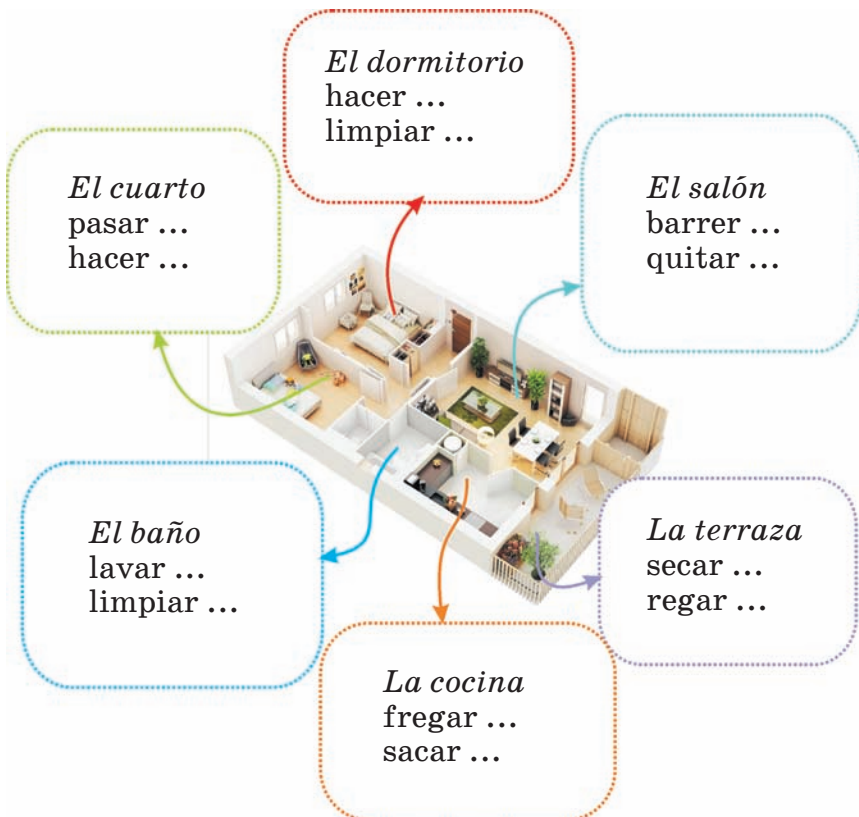 El dormitorio
hacer ...
limpiar ...
El cuarto
pasar ...
hacer ...
El salón
barrer ...
quitar ...
El baño
lavar ...
limpiar ...
La terraza
secar ...
regar ...
La cocina
fregar ...
sacar ...